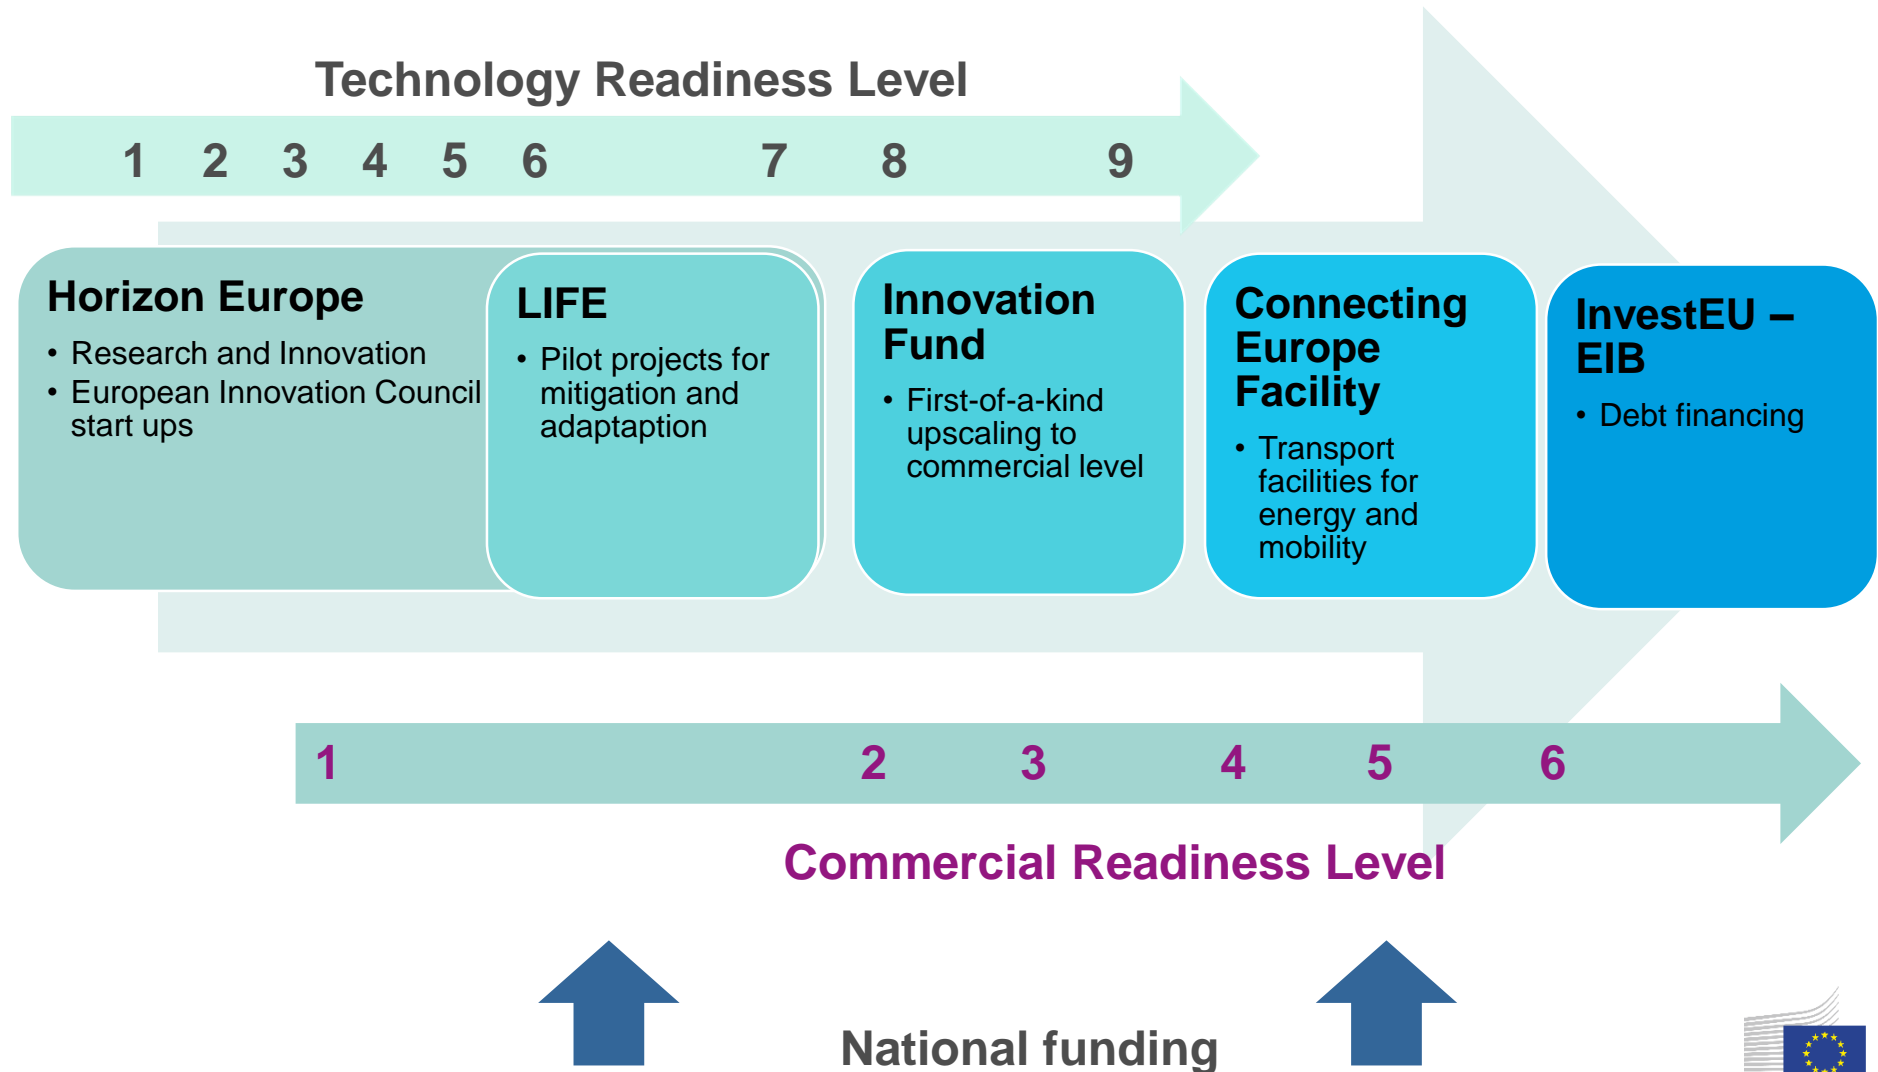 Technology Readiness Level
1 2 3 4 5 6 7 8 9
Horizon Europe
• Research and Innovation
• European Innovation Council
start ups
LIFE
• Pilot projects for
mitigation and
adaptaption
Innovation
Fund
• First-of-a-kind
upscaling to
commercial level
Connecting
Europe
Facility
• Transport
facilities for
energy and
mobility
InvestEU –
EIB
• Debt financing
1 2 3 4 5 6
Commercial Readiness Level
National funding